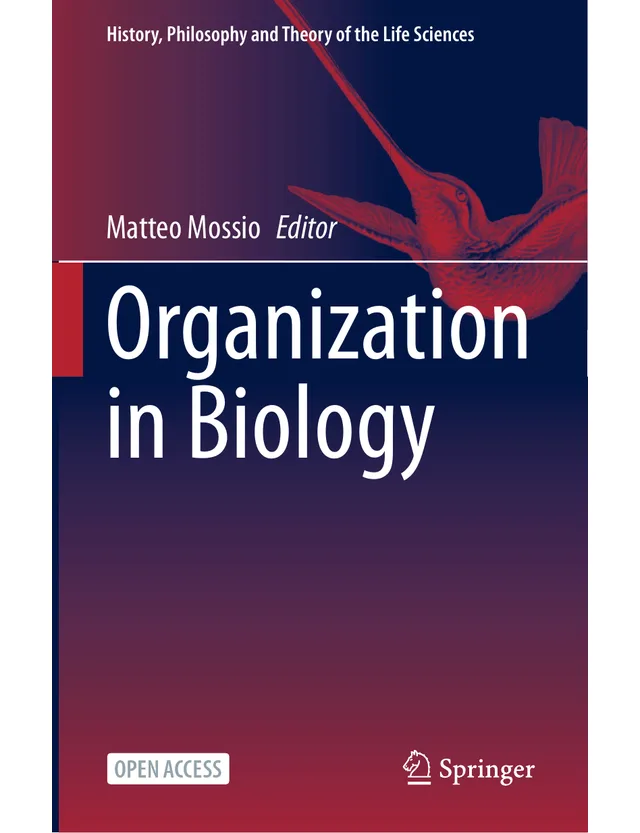 History, Philosophy and Theory of the Life Sciences
Matteo Mossio Editor
Organization
in Biology
OPEN ACCESS
Springer